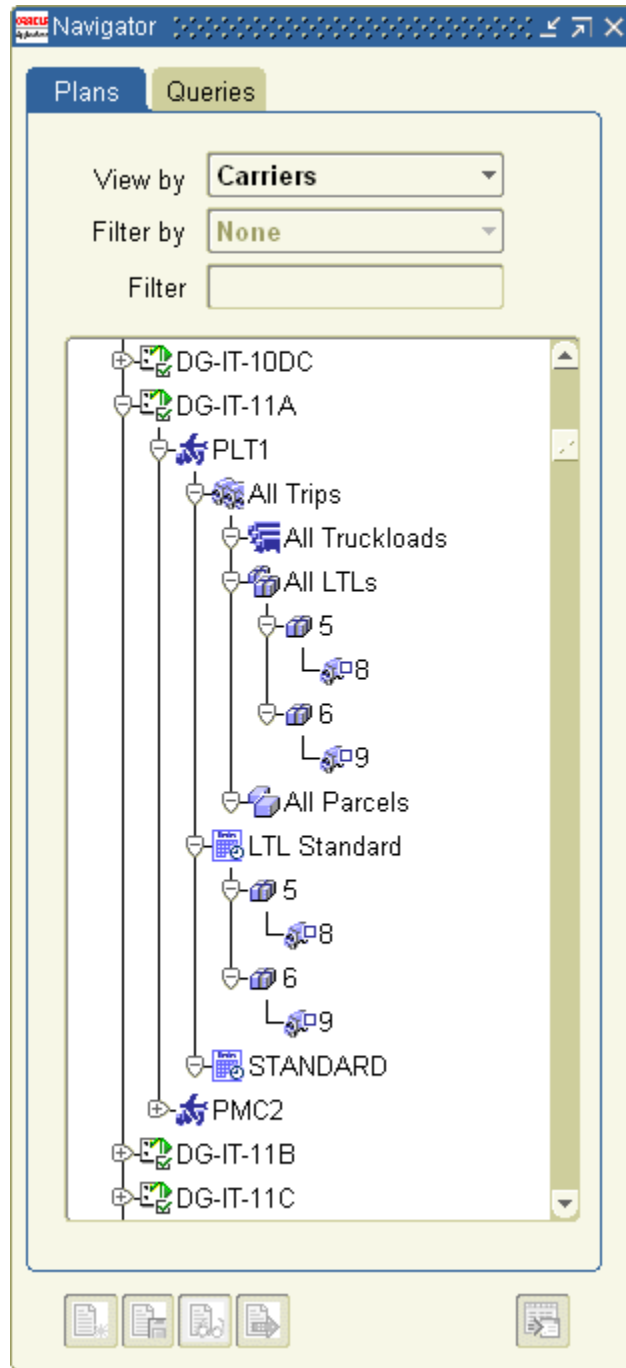 ORACLE
Applications
Navigator
Plans Queries
View by Carriers
Filter by None
Filter
DG-IT-10DC
DG-IT-11A
PLT1
All Trips
All Truckloads
All LTLs
5
8
6
9
All Parcels
LTL Standard
5
8
6
9
STANDARD
PMC2
DG-IT-11B
DG-IT-11C